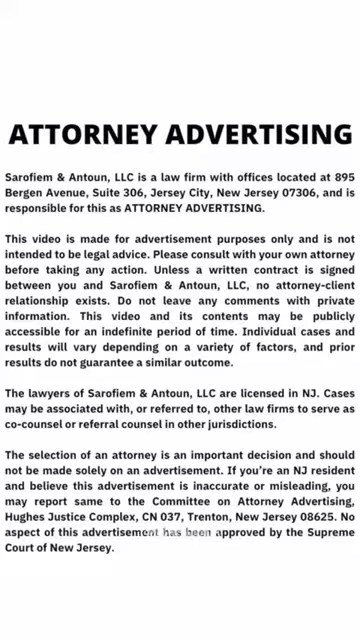 ATTORNEY ADVERTISING
Sarofiem & Antoun, LLC is a law firm with offices located at 895
Bergen Avenue, Suite 306, Jersey City, New Jersey 07306, and is
responsible for this as ATTORNEY ADVERTISING.
This video is made for advertisement purposes only and is not
intended to be legal advice. Please consult with your own attorney
before taking any action. Unless a written contract is signed
between you and Sarofiem & Antoun, LLC, no attorney-client
relationship exists. Do not leave any comments with private
information. This video and its contents may be publicly
accessible for an indefinite period of time. Individual cases and
results will vary depending on a variety of factors, and prior
results do not guarantee a similar outcome.
The lawyers of Sarofiem & Antoun, LLC are licensed in NJ. Cases
may be associated with, or referred to, other law firms to serve as
co-counsel or referral counsel in other jurisdictions.
The selection of an attorney is an important decision and should
not be made solely on an advertisement. If you're an NJ resident
and believe this advertisement is inaccurate or misleading, you
may report same to the Committee on Attorney Advertising,
Hughes Justice Complex, CN 037, Trenton, New Jersey 08625. No
aspect of this advertisement has been approved by the Supreme
Court of New Jersey.